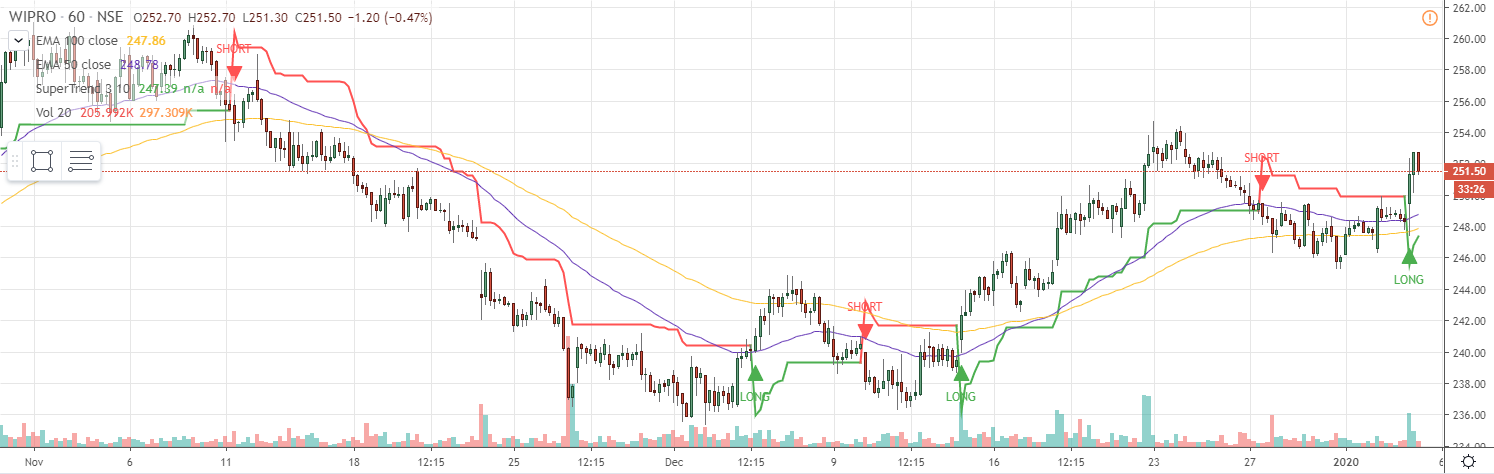 WIPRO · 60 · NSE O252.70 H252.70 L251.30 C251.50 −1.20 (−0.47%)
EMA 100 close 247.86
EMA 50 close 248.78
SuperTrend 3 10 247.39 n/a n/a
Vol 20 205.992K 297.309K
SHORT
SHORT
SHORT
LONG
LONG
LONG
262.00
260.00
258.00
256.00
254.00
252.00
251.50
33:26
250.00
248.00
246.00
244.00
242.00
240.00
238.00
236.00
234.00
Nov 6 11 18 12:15 25 12:15 Dec 12:15 9 12:15 16 12:15 23 27 2020 6